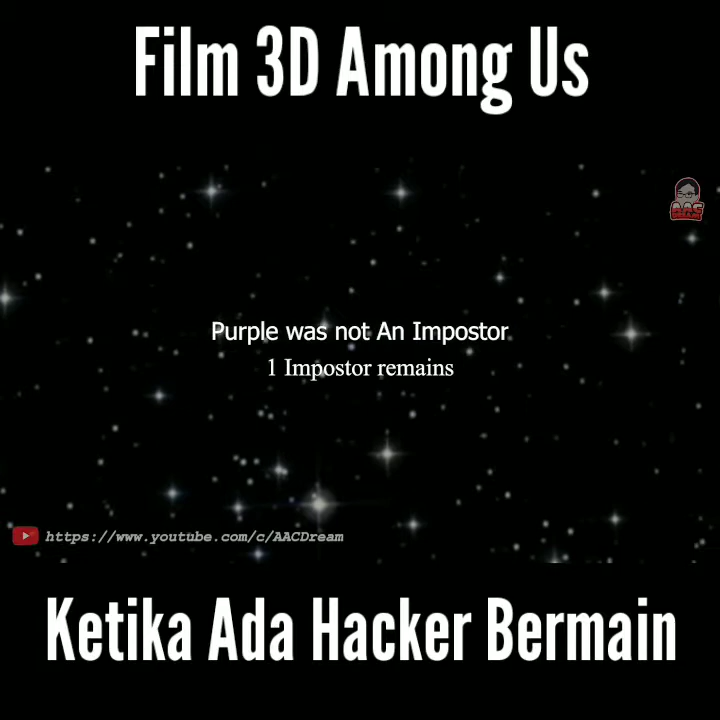 Film 3D Among Us
AAC
Purple was not An Impostor
1 Impostor remains
https://www.youtube.com/c/AACDream
Ketika Ada Hacker Bermain